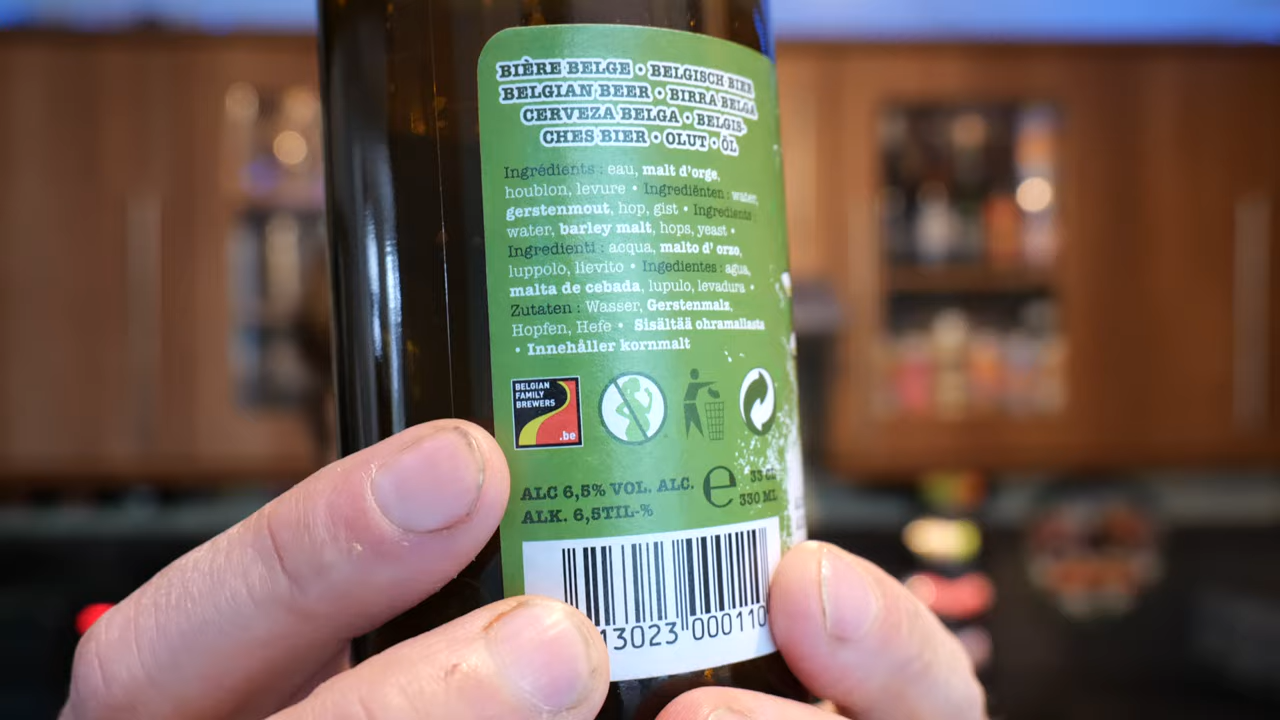 BIÈRE BELGE • BELGISCH BIER
BELGIAN BEER • BIRRA BELGA
CERVEZA BELGA • BELGIS-
CHES BIER • OLUT • ÖL
Ingrédients : eau, malt d'orge,
houblon, levure • Ingrediënten : water,
gerstenmout, hop, gist • Ingredients :
water, barley malt, hops, yeast •
Ingredienti : acqua, malto d' orzo,
luppolo, lievito • Ingedientes : agua,
malta de cebada, lupulo, levadura •
Zutaten : Wasser, Gerstenmalz,
Hopfen, Hefe • Sisältää ohramallasta
• Innehåller kornmalt
BELGIAN
FAMILY
BREWERS
.be
ALC 6,5% VOL. ALC.
ALK. 6,5TIL-%
e
33 CL
330 ML
13023 000110